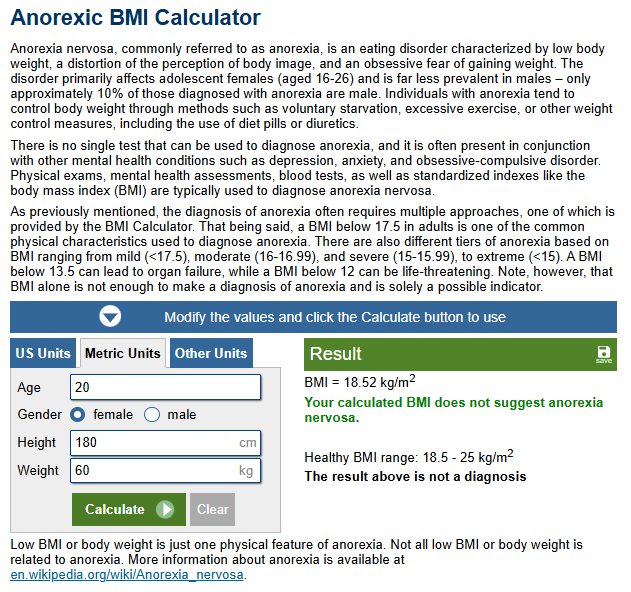 Anorexic BMI Calculator
Anorexia nervosa, commonly referred to as anorexia, is an eating disorder characterized by low body
weight, a distortion of the perception of body image, and an obsessive fear of gaining weight. The
disorder primarily affects adolescent females (aged 16-26) and is far less prevalent in males – only
approximately 10% of those diagnosed with anorexia are male. Individuals with anorexia tend to
control body weight through methods such as voluntary starvation, excessive exercise, or other weight
control measures, including the use of diet pills or diuretics.
There is no single test that can be used to diagnose anorexia, and it is often present in conjunction
with other mental health conditions such as depression, anxiety, and obsessive-compulsive disorder.
Physical exams, mental health assessments, blood tests, as well as standardized indexes like the
body mass index (BMI) are typically used to diagnose anorexia nervosa.
As previously mentioned, the diagnosis of anorexia often requires multiple approaches, one of which is
provided by the BMI Calculator. That being said, a BMI below 17.5 in adults is one of the common
physical characteristics used to diagnose anorexia. There are also different tiers of anorexia based on
BMI ranging from mild (<17.5), moderate (16-16.99), and severe (15-15.99), to extreme (<15). A BMI
below 13.5 can lead to organ failure, while a BMI below 12 can be life-threatening. Note, however, that
BMI alone is not enough to make a diagnosis of anorexia and is solely a possible indicator.
Modify the values and click the Calculate button to use
US Units Metric Units Other Units
Age 20
Gender female male
Height 180 cm
Weight 60 kg
Calculate Clear
Result save
BMI = 18.52 kg/m²
Your calculated BMI does not suggest anorexia
nervosa.
Healthy BMI range: 18.5 - 25 kg/m²
The result above is not a diagnosis
Low BMI or body weight is just one physical feature of anorexia. Not all low BMI or body weight is
related to anorexia. More information about anorexia is available at
en.wikipedia.org/wiki/Anorexia_nervosa.